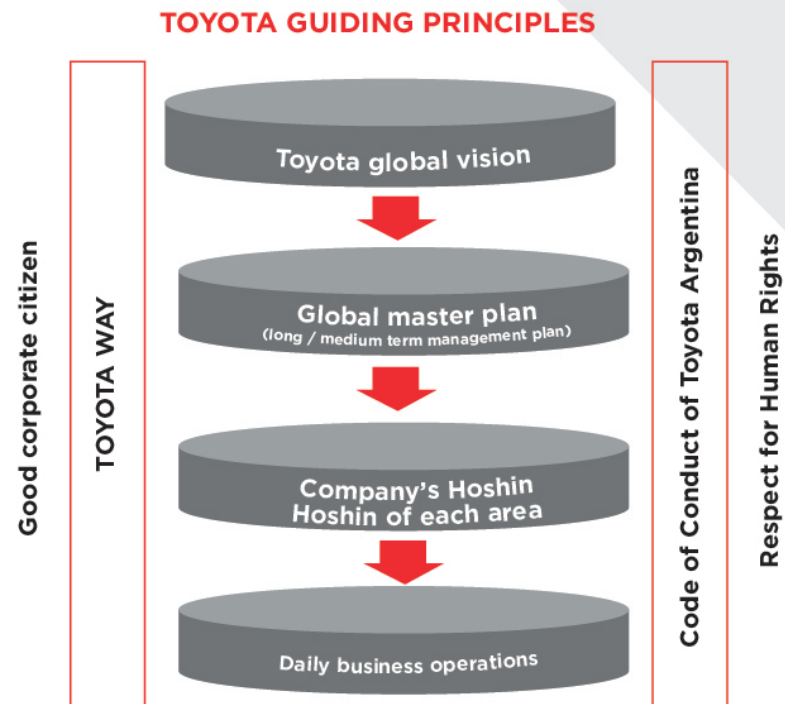 TOYOTA GUIDING PRINCIPLES
Good corporate citizen
TOYOTA WAY
Toyota global vision
Global master plan
(long / medium term management plan)
Company's Hoshin
Hoshin of each area
Daily business operations
Code of Conduct of Toyota Argentina
Respect for Human Rights